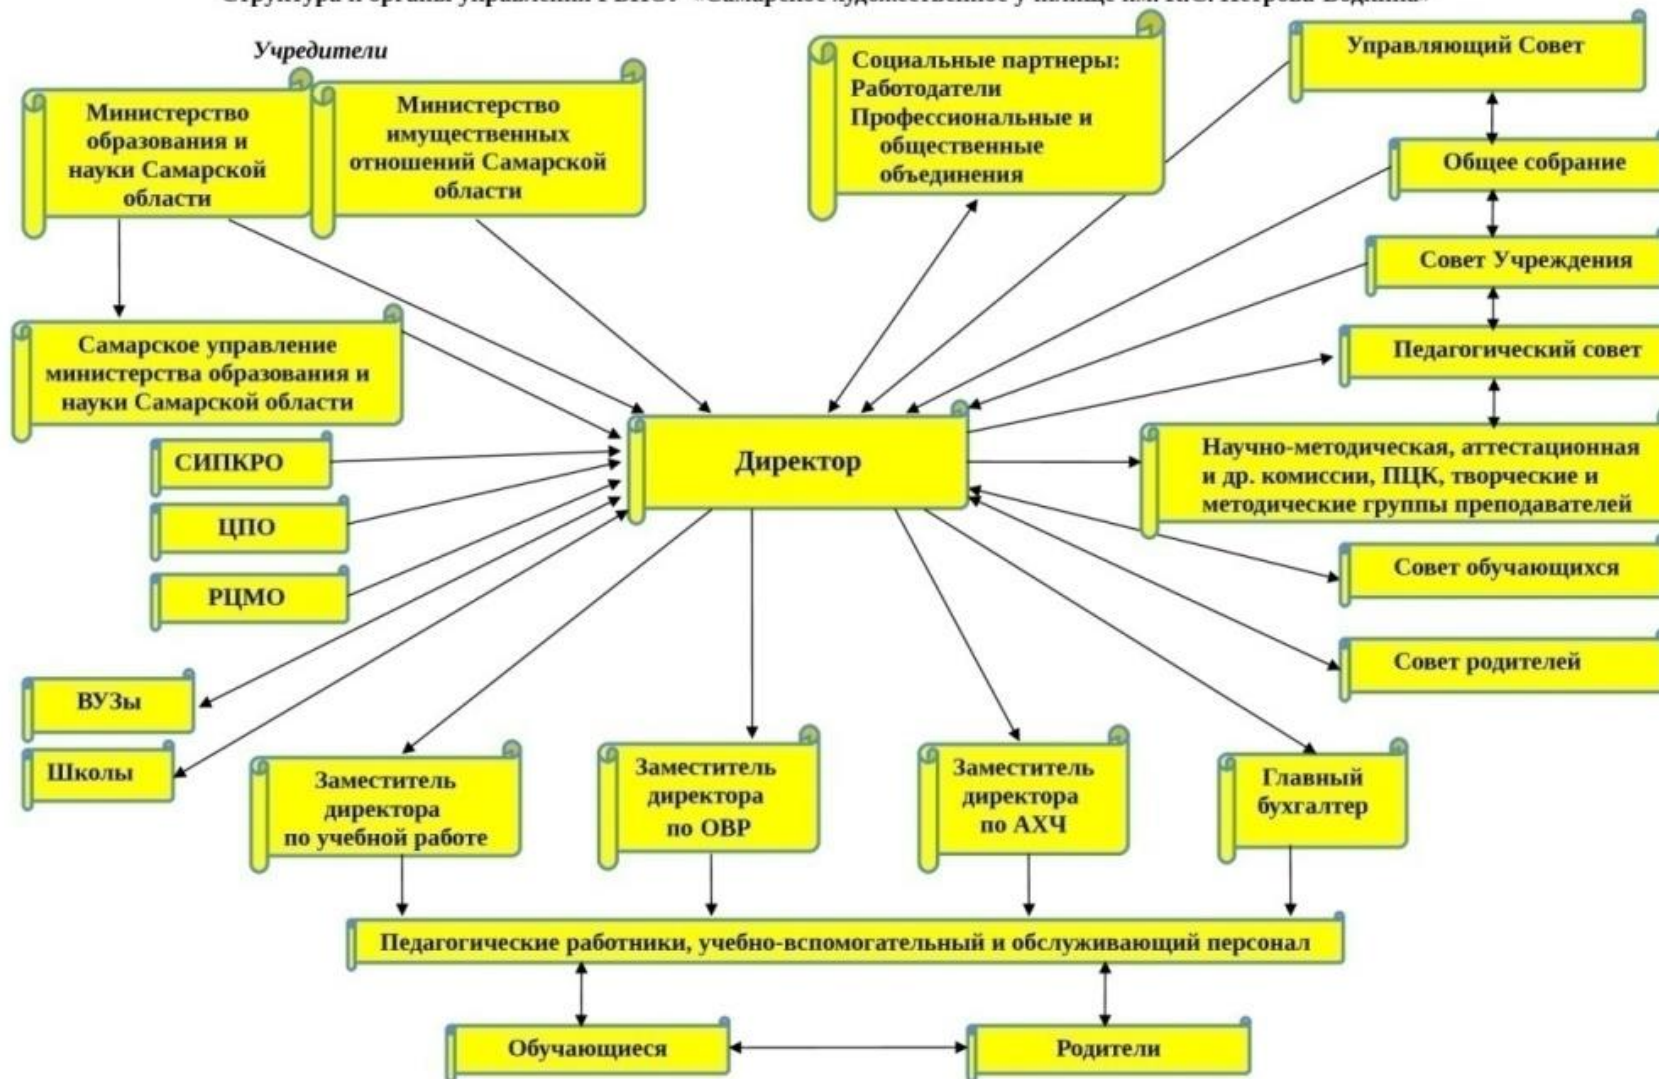 Учредители
Министерство
образования и
науки Самарской
области
Министерство
имущественных
отношений Самарской
области
Социальные партнеры:
Работодатели
Профессиональные и
общественные
объединения
Управляющий Совет
Общее собрание
Совет Учреждения
Педагогический совет
Самарское управление
министерства образования и
науки Самарской области
СИПКРО
ЦПО
РЦМО
Директор
Научно-методическая, аттестационная
и др. комиссии, ПЦК, творческие и
методические группы преподавателей
Совет обучающихся
Совет родителей
ВУЗы
Школы
Заместитель
директора
по учебной работе
Заместитель
директора
по ОВР
Заместитель
директора
по АХЧ
Главный
бухгалтер
Педагогические работники, учебно-вспомогательный и обслуживающий персонал
Обучающиеся
Родители